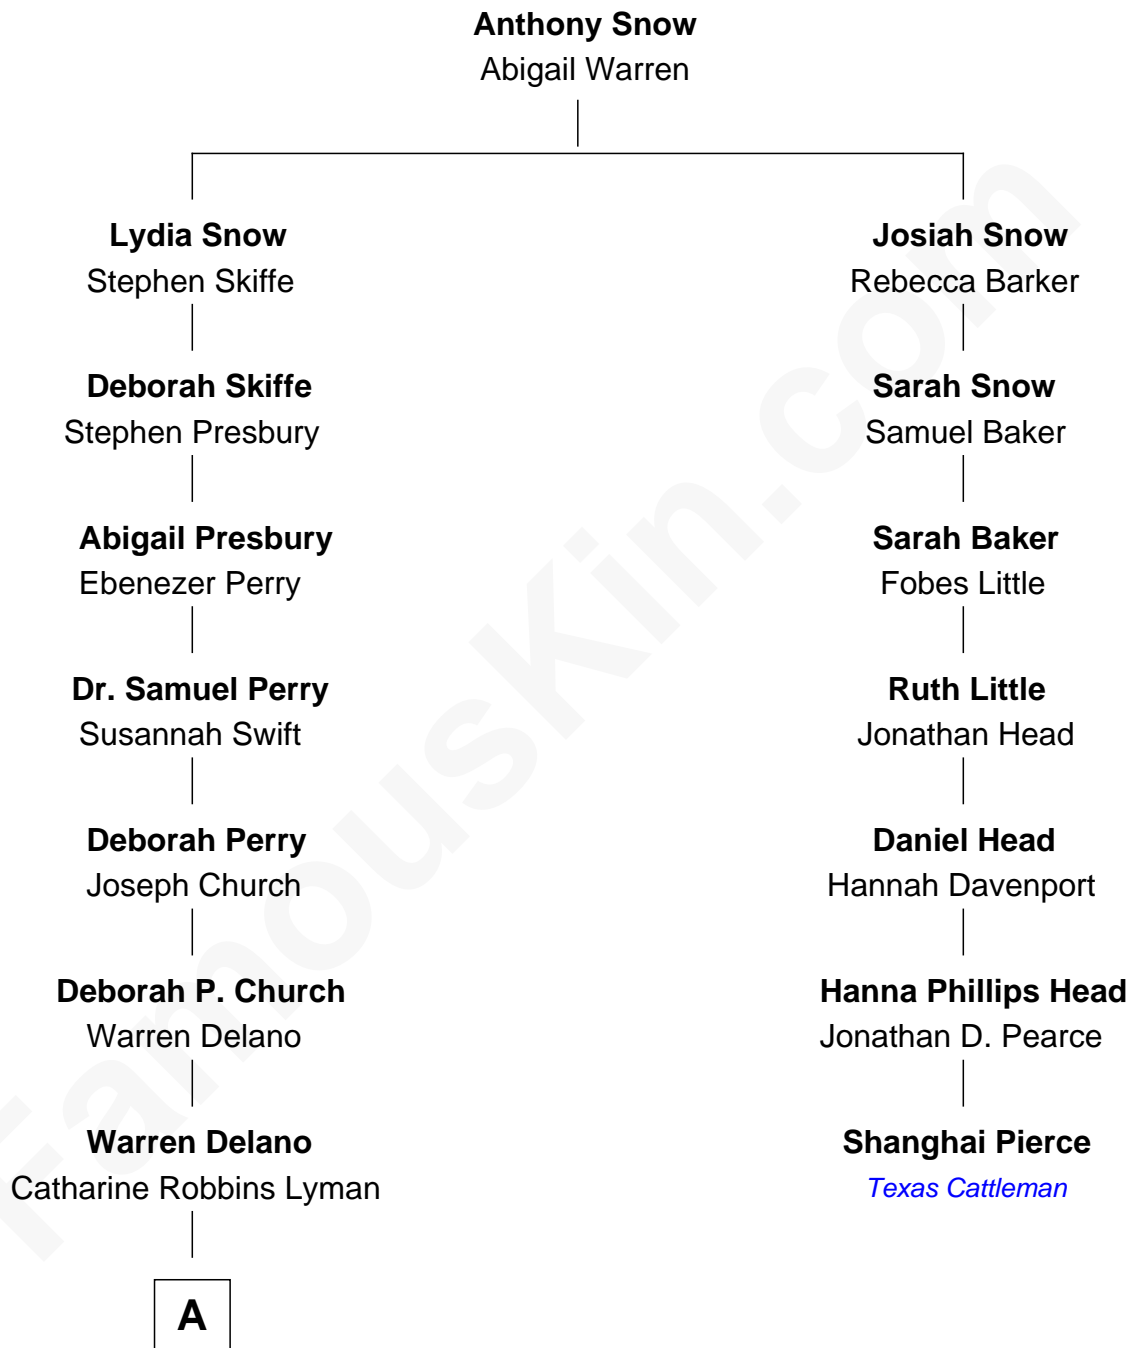 Anthony Snow
Abigail Warren
Lydia Snow
Stephen Skiffe
Josiah Snow
Rebecca Barker
Deborah Skiffe
Stephen Presbury
Sarah Snow
Samuel Baker
Abigail Presbury
Ebenezer Perry
Sarah Baker
Fobes Little
Dr. Samuel Perry
Susannah Swift
Ruth Little
Jonathan Head
Deborah Perry
Joseph Church
Daniel Head
Hannah Davenport
Deborah P. Church
Warren Delano
Hanna Phillips Head
Jonathan D. Pearce
Warren Delano
Catharine Robbins Lyman
Shanghai Pierce
Texas Cattleman
A
FamousKin.com